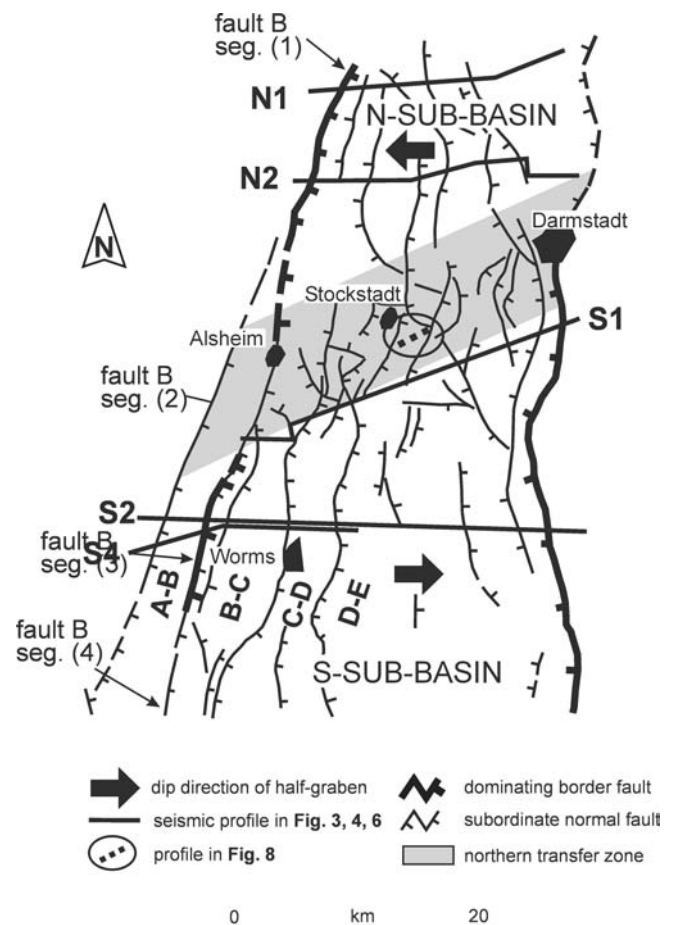 fault B
seg. (1)
N1
N-SUB-BASIN
N2
Darmstadt
N
Stockstadt
S1
Alsheim
fault B
seg. (2)
S2
S4
fault B
seg. (3)
Worms
A-B
B-C
C-D
D-E
fault B
seg. (4)
S-SUB-BASIN
dip direction of half-graben
dominating border fault
seismic profile in Fig. 3, 4, 6
subordinate normal fault
profile in Fig. 8
northern transfer zone
0 km 20